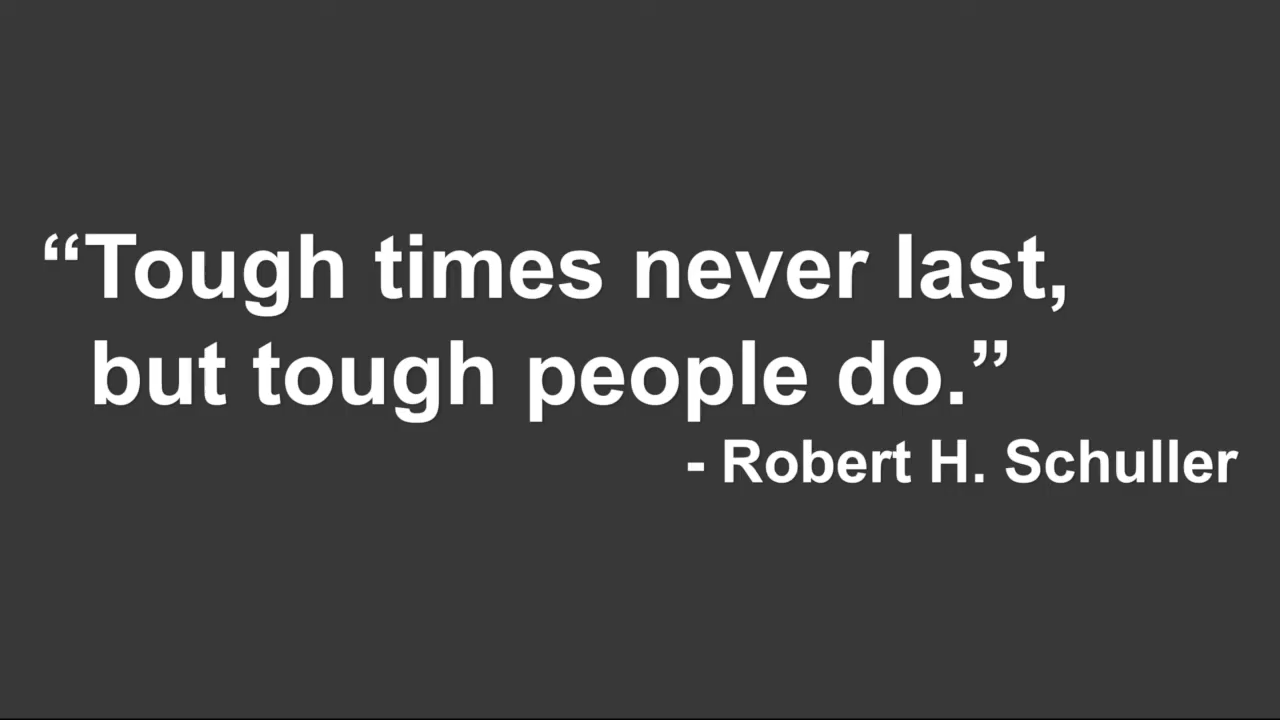 “Tough times never last,
but tough people do.”
- Robert H. Schuller